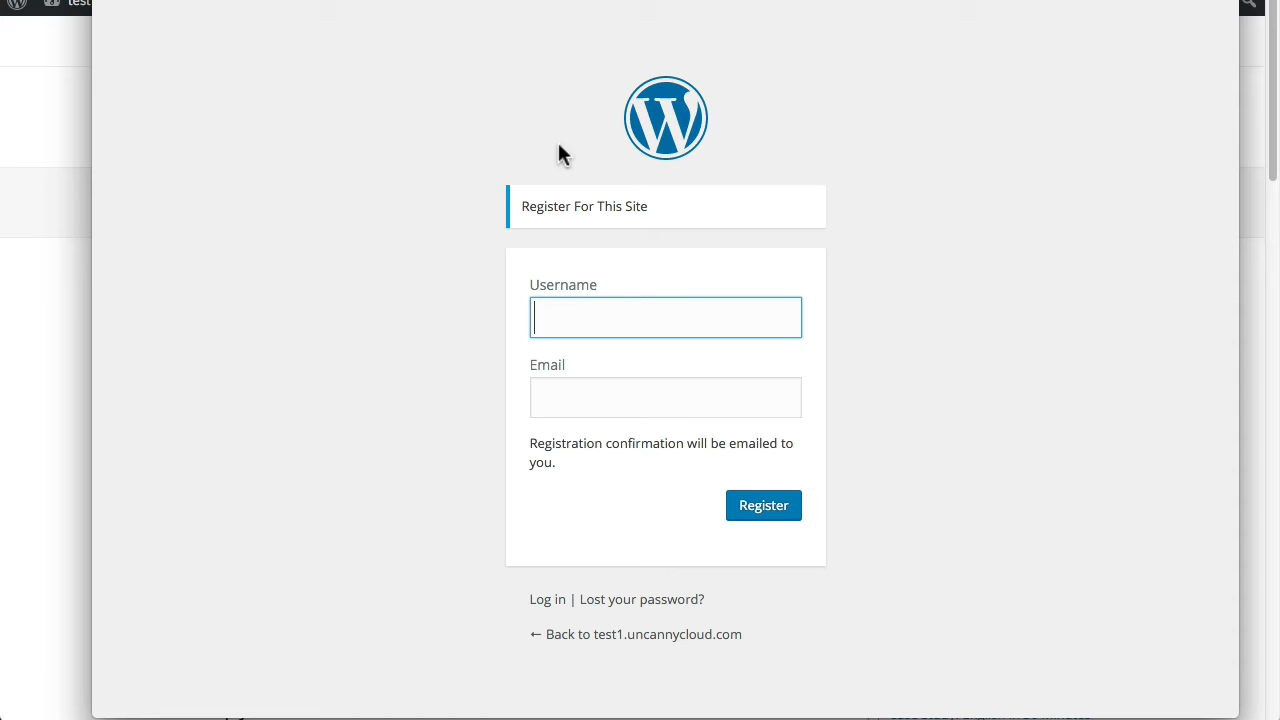 test
Register For This Site
Username
Email
Registration confirmation will be emailed to
you.
Register
Log in | Lost your password?
← Back to test1.uncannycloud.com